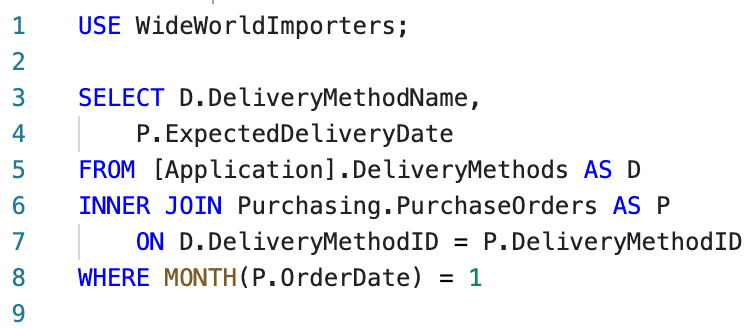 1 USE WideWorldImporters;
2
3 SELECT D.DeliveryMethodName,
4     P.ExpectedDeliveryDate
5 FROM [Application].DeliveryMethods AS D
6 INNER JOIN Purchasing.PurchaseOrders AS P
7     ON D.DeliveryMethodID = P.DeliveryMethodID
8 WHERE MONTH(P.OrderDate) = 1
9